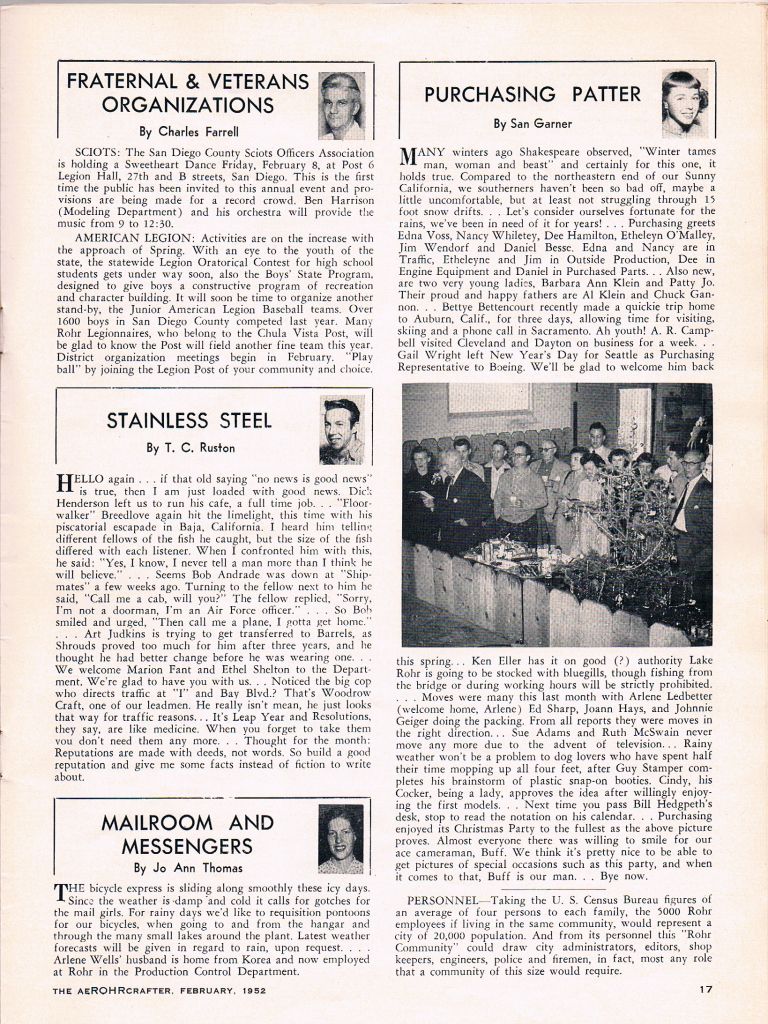 FRATERNAL & VETERANS
ORGANIZATIONS
By Charles Farrell
SCIOTS: The San Diego County Sciots Officers Association
is holding a Sweetheart Dance Friday, February 8, at Post 6
Legion Hall, 27th and B streets, San Diego. This is the first
time the public has been invited to this annual event and pro-
visions are being made for a record crowd. Ben Harrison
(Modeling Department) and his orchestra will provide the
music from 9 to 12:30.
AMERICAN LEGION: Activities are on the increase with
the approach of Spring. With an eye to the youth of the
state, the statewide Legion Oratorical Contest for high school
students gets under way soon, also the Boys' State Program,
designed to give boys a constructive program of recreation
and character building. It will soon be time to organize another
stand-by, the Junior American Legion Baseball teams. Over
1600 boys in San Diego County competed last year. Many
Rohr Legionnaires, who belong to the Chula Vista Post, will
be glad to know the Post will field another fine team this year.
District organization meetings begin in February. "Play
ball" by joining the Legion Post of your community and choice.
STAINLESS STEEL
By T. C. Ruston
HELLO again . . . if that old saying "no news is good news"
is true, then I am just loaded with good news. Dick
Henderson left us to run his cafe, a full time job. . . "Floor-
walker" Breedlove again hit the limelight, this time with his
piscatorial escapade in Baja, California. I heard him telling
different fellows of the fish he caught, but the size of the fish
differed with each listener. When I confronted him with this,
he said: "Yes, I know, I never tell a man more than I think he
will believe." . . . Seems Bob Andrade was down at "Ship-
mates" a few weeks ago. Turning to the fellow next to him he
said, "Call me a cab, will you?" The fellow replied, "Sorry,
I'm not a doorman, I'm an Air Force officer." . . . So Bob
smiled and urged, "Then call me a plane, I gotta get home."
. . . Art Judkins is trying to get transferred to Barrels, as
Shrouds proved too much for him after three years, and he
thought he had better change before he was wearing one. . .
We welcome Marion Fant and Ethel Shelton to the Depart-
ment. We're glad to have you with us. . . Noticed the big cop
who directs traffic at "I" and Bay Blvd.? That's Woodrow
Craft, one of our leadmen. He really isn't mean, he just looks
that way for traffic reasons. . . It's Leap Year and Resolutions,
they say, are like medicine. When you forget to take them
you don't need them any more. . . Thought for the month:
Reputations are made with deeds, not words. So build a good
reputation and give me some facts instead of fiction to write
about.
MAILROOM AND
MESSENGERS
By Jo Ann Thomas
THE bicycle express is sliding along smoothly these icy days.
Since the weather is damp and cold it calls for gotches for
the mail girls. For rainy days we'd like to requisition pontoons
for our bicycles, when going to and from the hangar and
through the many small lakes around the plant. Latest weather
forecasts will be given in regard to rain, upon request. . . .
Arlene Wells' husband is home from Korea and now employed
at Rohr in the Production Control Department.
PURCHASING PATTER
By San Garner
MANY winters ago Shakespeare observed, "Winter tames
man, woman and beast" and certainly for this one, it
holds true. Compared to the northeastern end of our Sunny
California, we southerners haven't been so bad off, maybe a
little uncomfortable, but at least not struggling through 15
foot snow drifts. . . Let's consider ourselves fortunate for the
rains, we've been in need of it for years! . . . Purchasing greets
Edna Voss, Nancy Whiletey, Dee Hamilton, Etheleyn O'Malley,
Jim Wendorf and Daniel Besse. Edna and Nancy are in
Traffic, Etheleyne and Jim in Outside Production, Dee in
Engine Equipment and Daniel in Purchased Parts. . . Also new,
are two very young ladies, Barbara Ann Klein and Patty Jo.
Their proud and happy fathers are Al Klein and Chuck Gan-
non. . . Bettye Bettencourt recently made a quickie trip home
to Auburn, Calif., for three days, allowing time for visiting,
skiing and a phone call in Sacramento. Ah youth! A. R. Camp-
bell visited Cleveland and Dayton on business for a week. . .
Gail Wright left New Year's Day for Seattle as Purchasing
Representative to Boeing. We'll be glad to welcome him back
this spring. . . Ken Eller has it on good (?) authority Lake
Rohr is going to be stocked with bluegills, though fishing from
the bridge or during working hours will be strictly prohibited.
. . . . Moves were many this last month with Arlene Ledbetter
(welcome home, Arlene) Ed Sharp, Joann Hays, and Johnnie
Geiger doing the packing. From all reports they were moves in
the right direction. . . Sue Adams and Ruth McSwain never
move any more due to the advent of television. . . Rainy
weather won't be a problem to dog lovers who have spent half
their time mopping up all four feet, after Guy Stamper com-
pletes his brainstorm of plastic snap-on booties. Cindy, his
Cocker, being a lady, approves the idea after willingly enjoy-
ing the first models. . . Next time you pass Bill Hedgpeth's
desk, stop to read the notation on his calendar. . . Purchasing
enjoyed its Christmas Party to the fullest as the above picture
proves. Almost everyone there was willing to smile for our
ace cameraman, Buff. We think it's pretty nice to be able to
get pictures of special occasions such as this party, and when
it comes to that, Buff is our man. . . Bye now.
PERSONNEL—Taking the U. S. Census Bureau figures of
an average of four persons to each family, the 5000 Rohr
employees if living in the same community, would represent a
city of 20,000 population. And from its personnel this "Rohr
Community" could draw city administrators, editors, shop
keepers, engineers, police and firemen, in fact, most any role
that a community of this size would require.
THE AEROHRCRAFTER, FEBRUARY, 1952
17